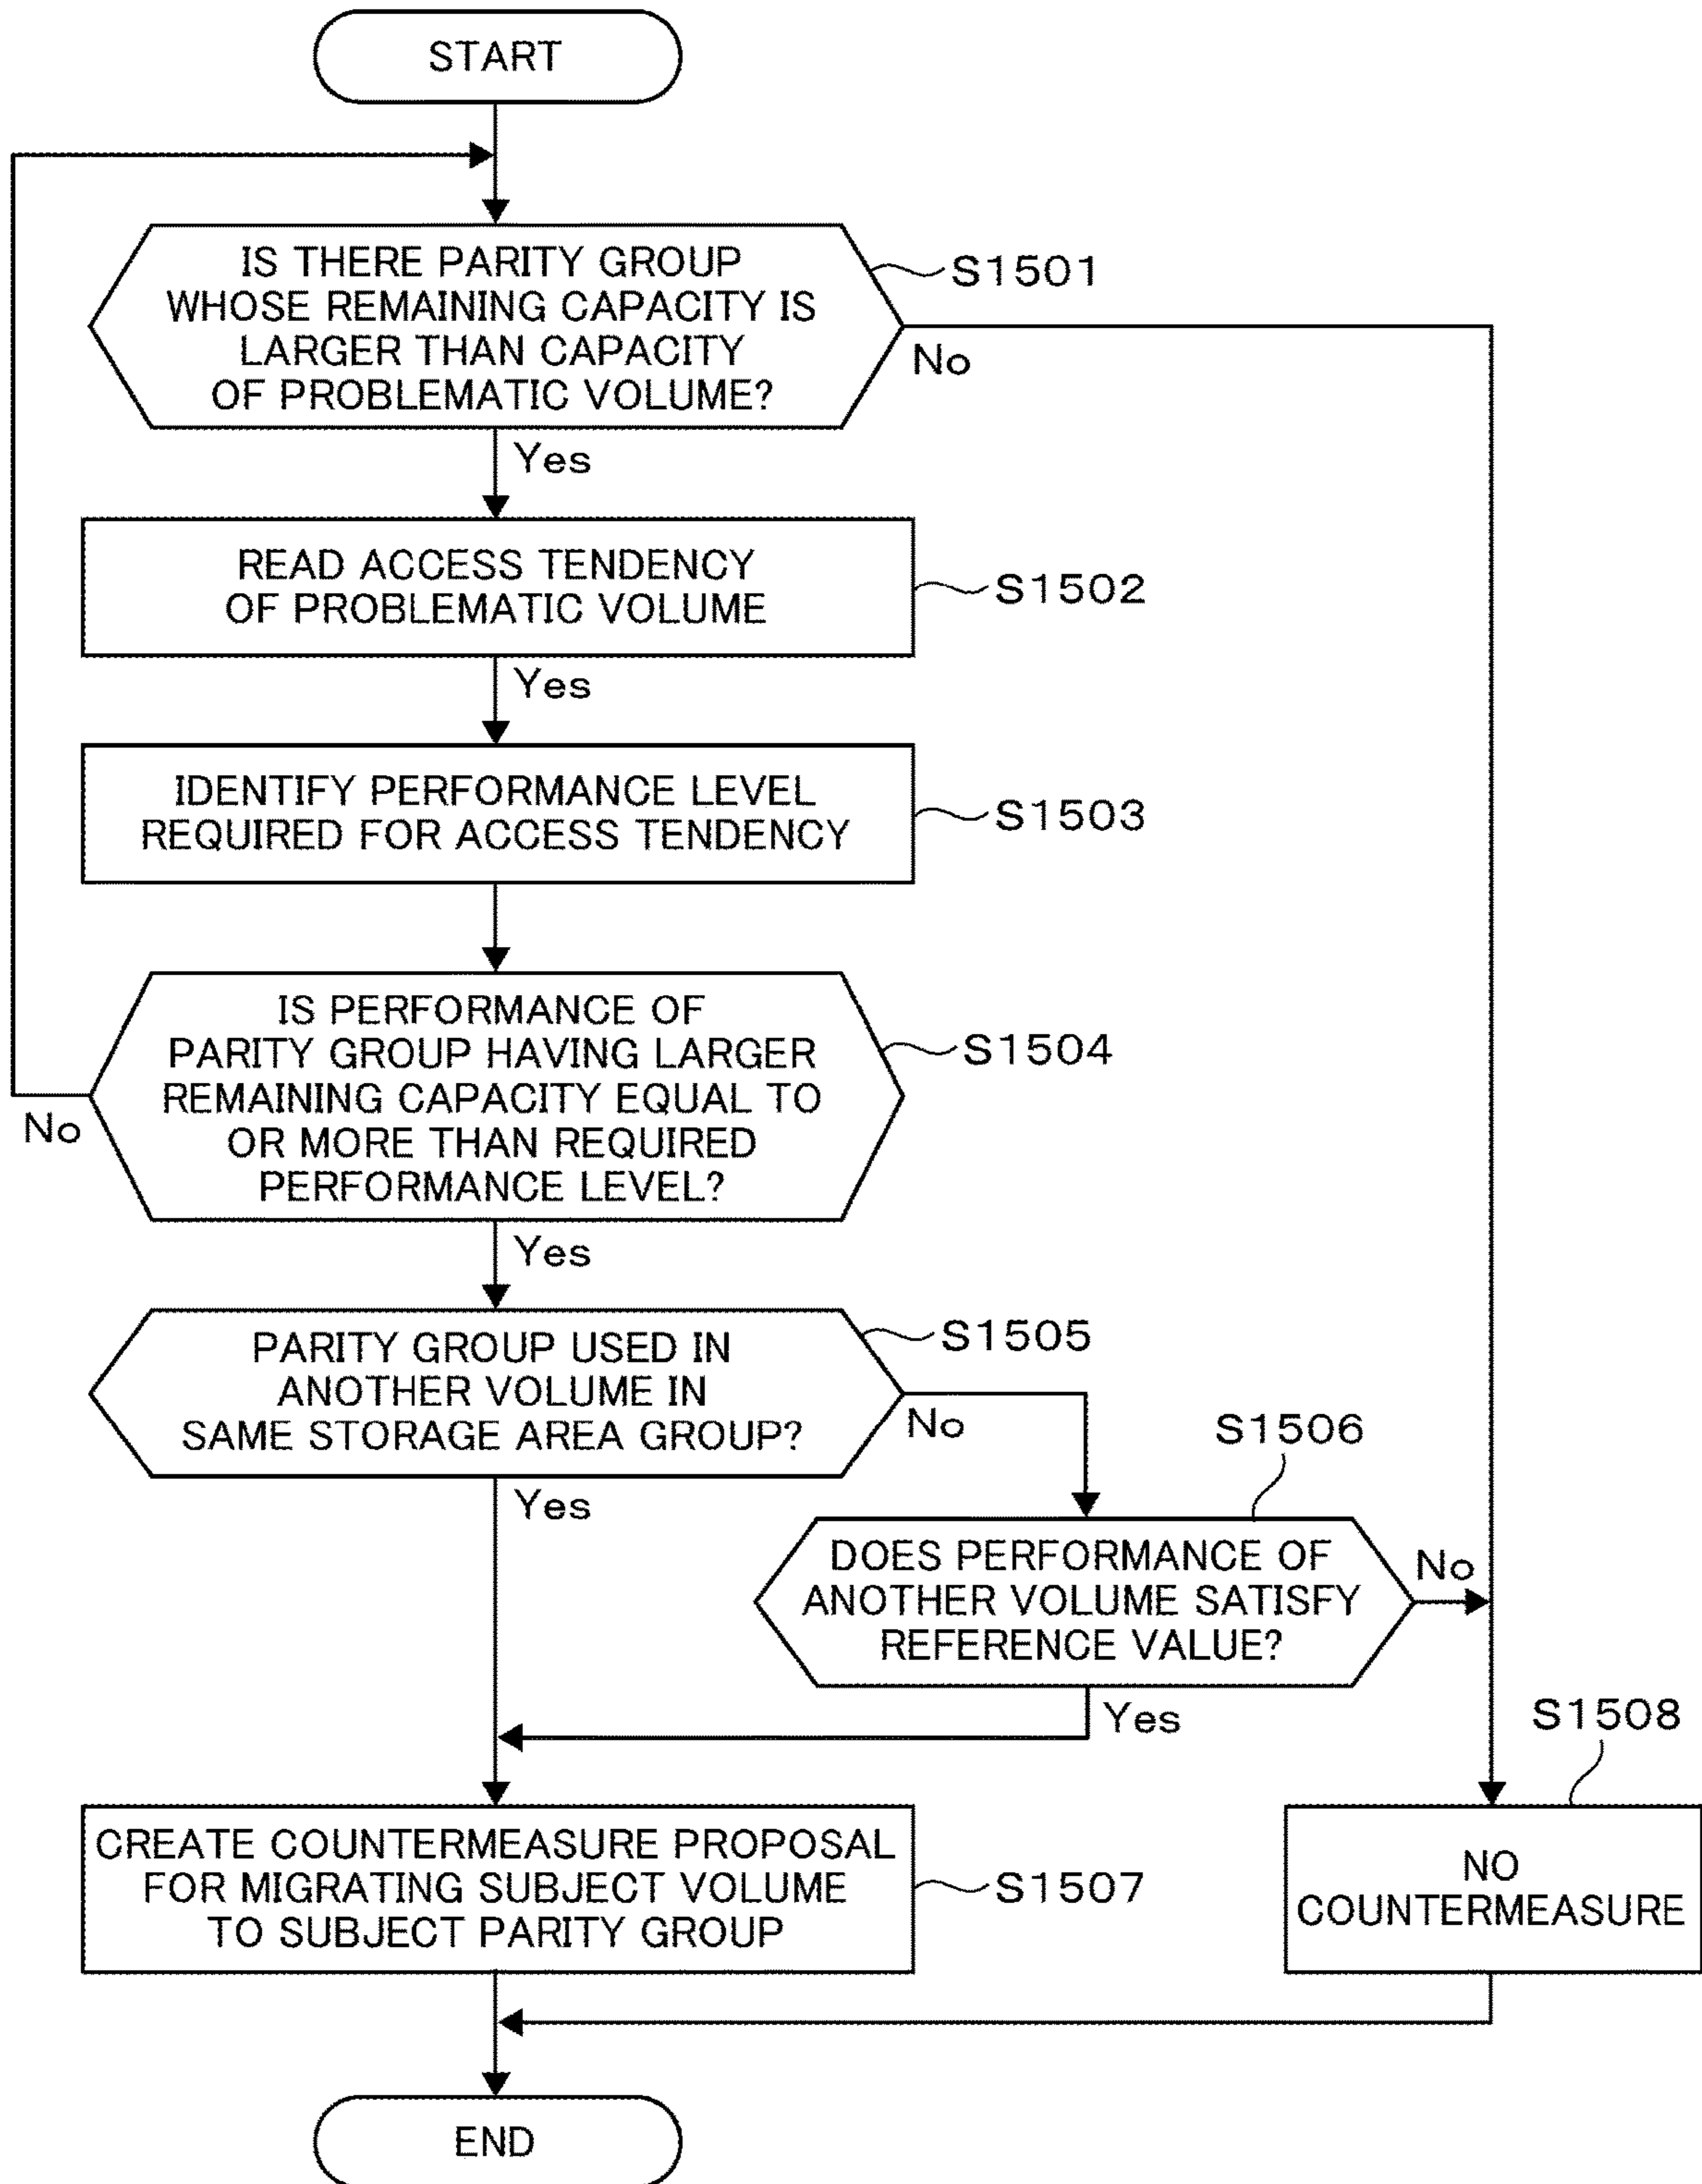 START
IS THERE PARITY GROUP
WHOSE REMAINING CAPACITY IS
LARGER THAN CAPACITY
OF PROBLEMATIC VOLUME?
S1501
No
Yes
READ ACCESS TENDENCY
OF PROBLEMATIC VOLUME
S1502
Yes
IDENTIFY PERFORMANCE LEVEL
REQUIRED FOR ACCESS TENDENCY
S1503
IS PERFORMANCE OF
PARITY GROUP HAVING LARGER
REMAINING CAPACITY EQUAL TO
OR MORE THAN REQUIRED
PERFORMANCE LEVEL?
S1504
No
Yes
PARITY GROUP USED IN
ANOTHER VOLUME IN
SAME STORAGE AREA GROUP?
S1505
No
Yes
S1506
DOES PERFORMANCE OF
ANOTHER VOLUME SATISFY
REFERENCE VALUE?
No
Yes
CREATE COUNTERMEASURE PROPOSAL
FOR MIGRATING SUBJECT VOLUME
TO SUBJECT PARITY GROUP
S1507
S1508
NO
COUNTERMEASURE
END